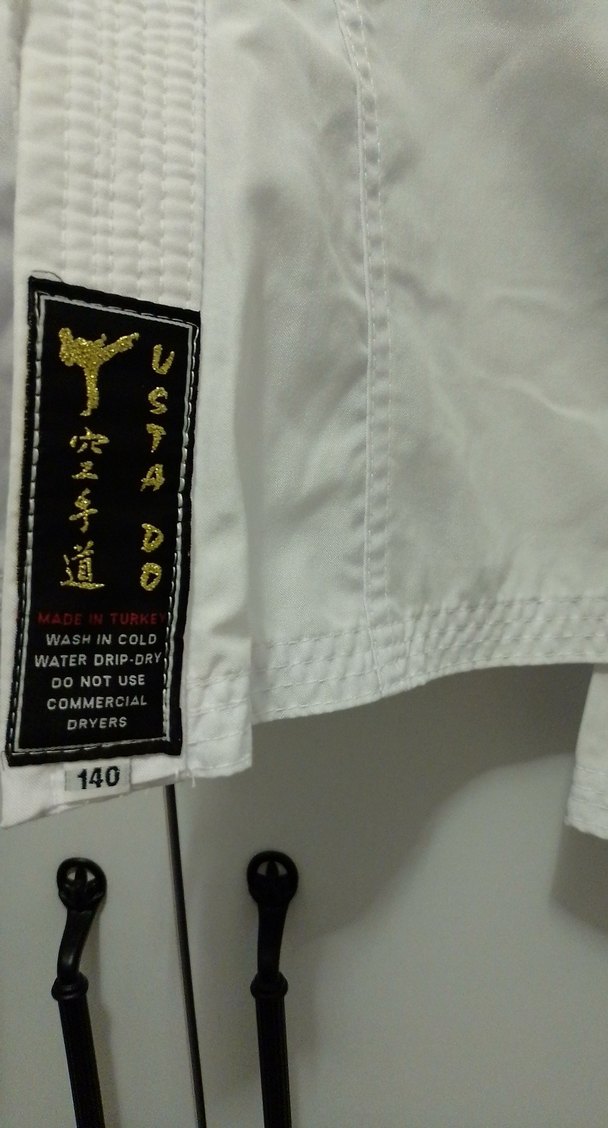 空手道
USTA DO
MADE IN TURKEY
WASH IN COLD
WATER DRIP-DRY
DO NOT USE
COMMERCIAL
DRYERS
140